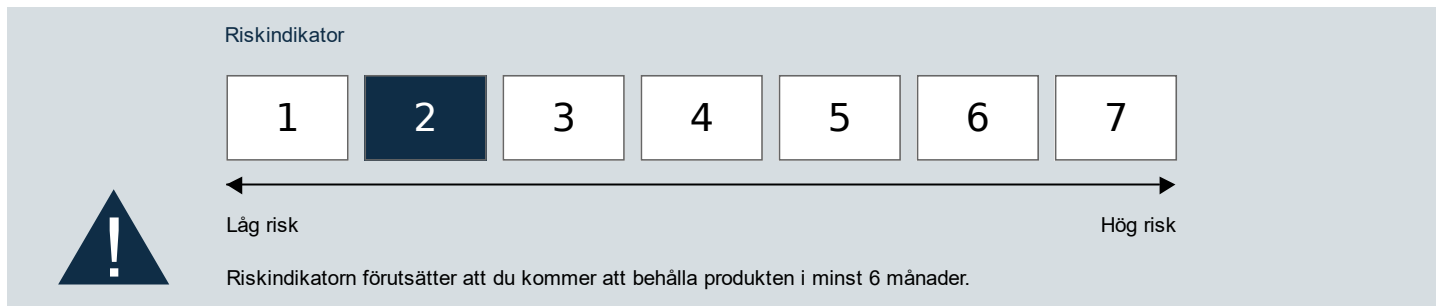 Riskindikator
1 2 3 4 5 6 7
Låg risk Hög risk
!
Riskindikatorn förutsätter att du kommer att behålla produkten i minst 6 månader.